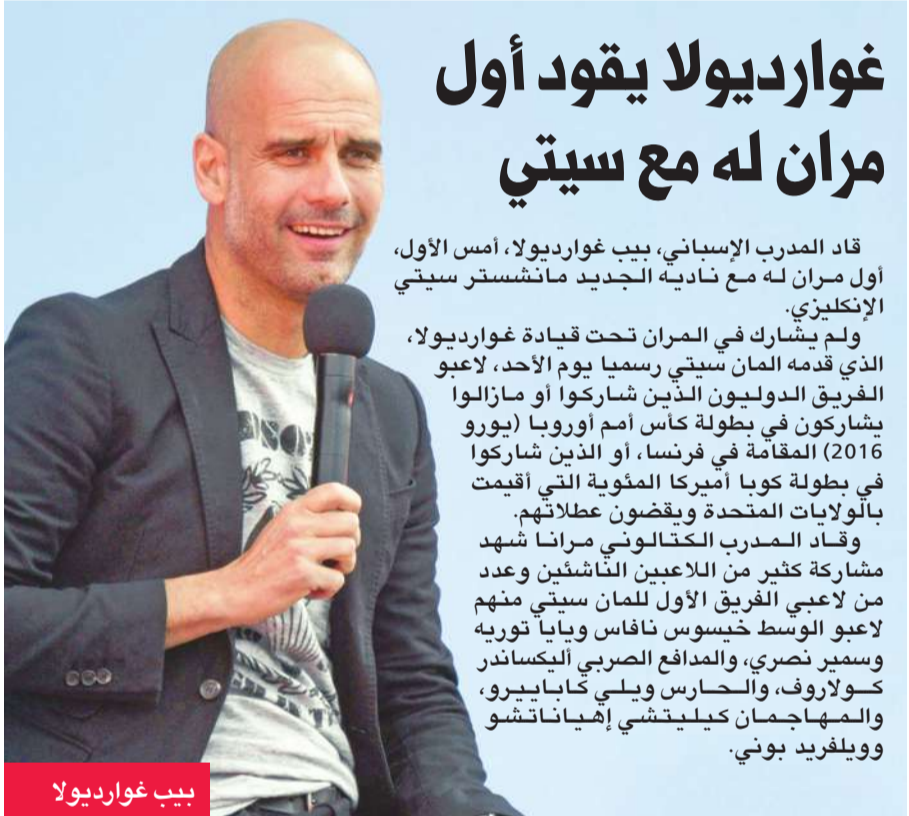 غوارديولا يقود أول
مران له مع سيتي
قاد المدرب الإسباني، بيب غوارديولا، أمس الأول،
أول مران له مع ناديه الجديد مانشستر سيتي
الإنكليزي.
ولم يشارك في المران تحت قيادة غوارديولا،
الذي قدمه المان سيتي رسميا يوم الأحد، لاعبو
الفريق الدوليون الذين شاركوا أو مازالوا
يشاركون في بطولة كأس أمم أوروبا (يورو
2016) المقامة في فرنسا، أو الذين شاركوا
في بطولة كوبا أميركا المئوية التي أقيمت
بالولايات المتحدة ويقضون عطلاتهم.
وقاد المدرب الكتالوني مرانا شهد
مشاركة كثير من اللاعبين الناشئين وعدد
من لاعبي الفريق الأول للمان سيتي منهم
لاعبو الوسط خيسوس نافاس ويايا توريه
وسمير نصري، والمدافع الصربي أليكساندر
كولاروف، والحارس ويلي كاباييرو،
والمهاجمان كيليتشي إهياناتشو
وويلفريد بوني.
بيب غوارديولا